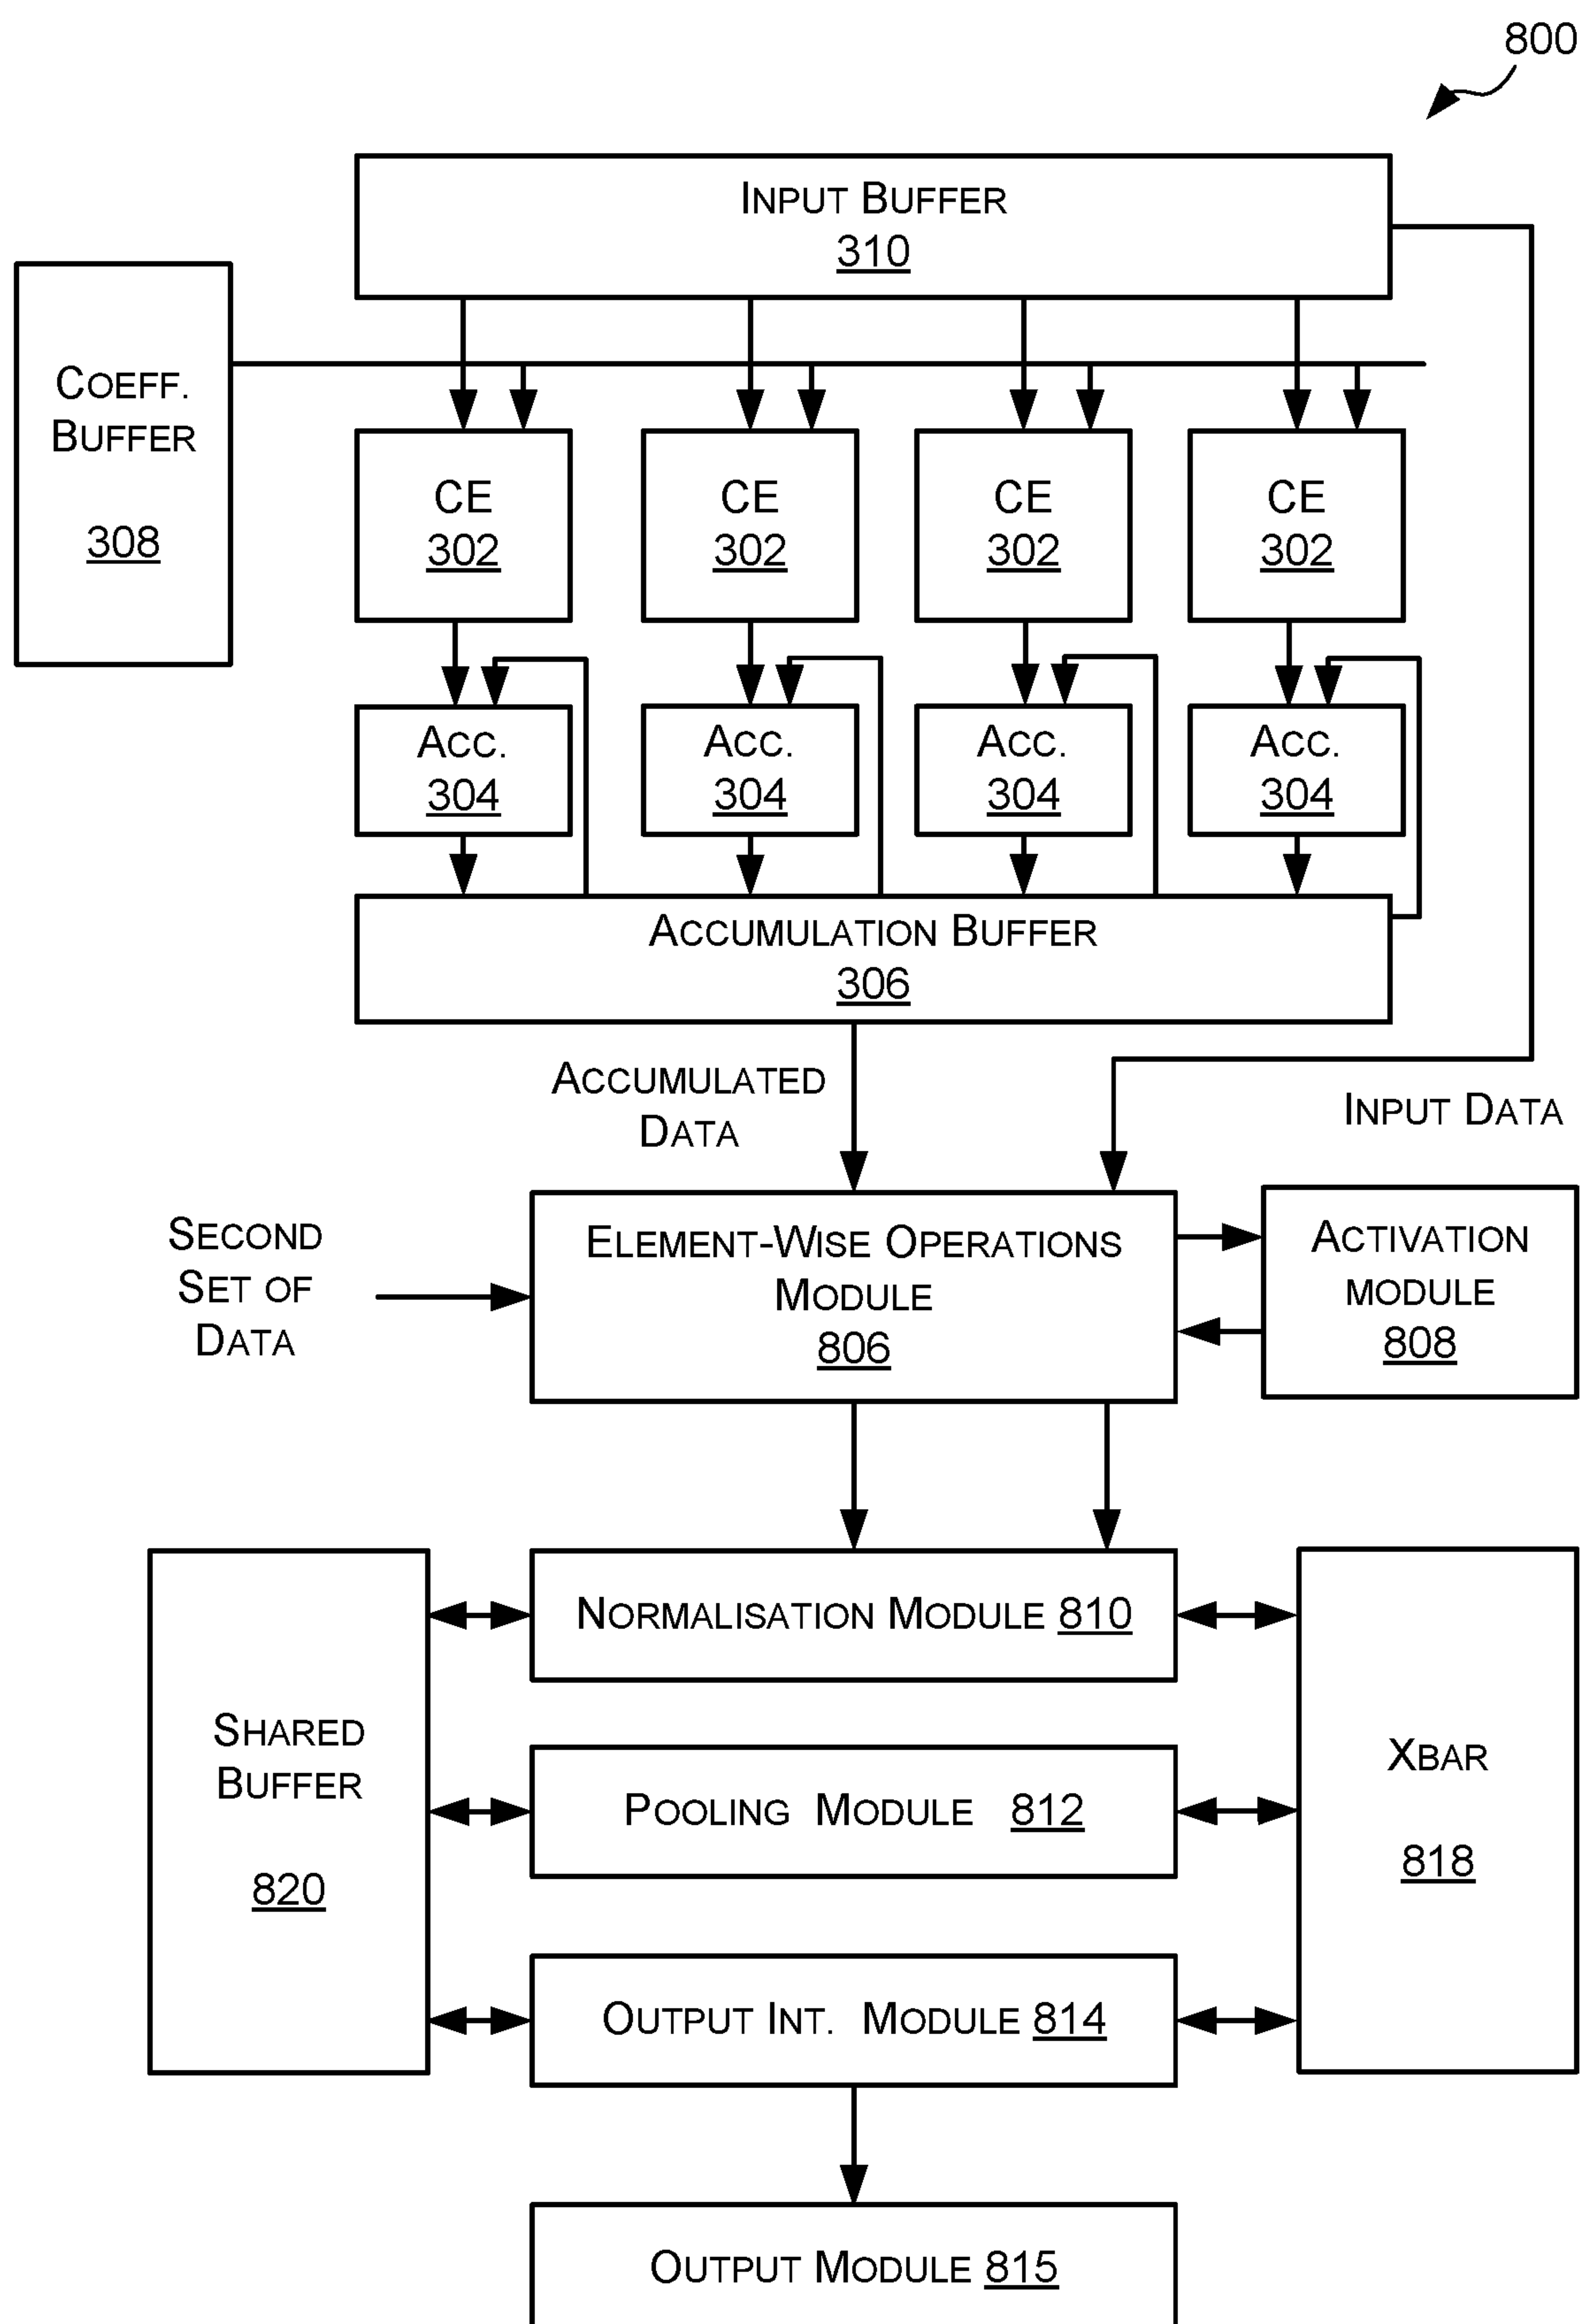 800
INPUT BUFFER
310
COEFF.
BUFFER
308
CE
302
CE
302
CE
302
CE
302
ACC.
304
ACC.
304
ACC.
304
ACC.
304
ACCUMULATION BUFFER
306
ACCUMULATED
DATA
INPUT DATA
SECOND
SET OF
DATA
ELEMENT-WISE OPERATIONS
MODULE
806
ACTIVATION
MODULE
808
NORMALISATION MODULE 810
SHARED
BUFFER
820
POOLING MODULE 812
XBAR
818
OUTPUT INT. MODULE 814
OUTPUT MODULE 815